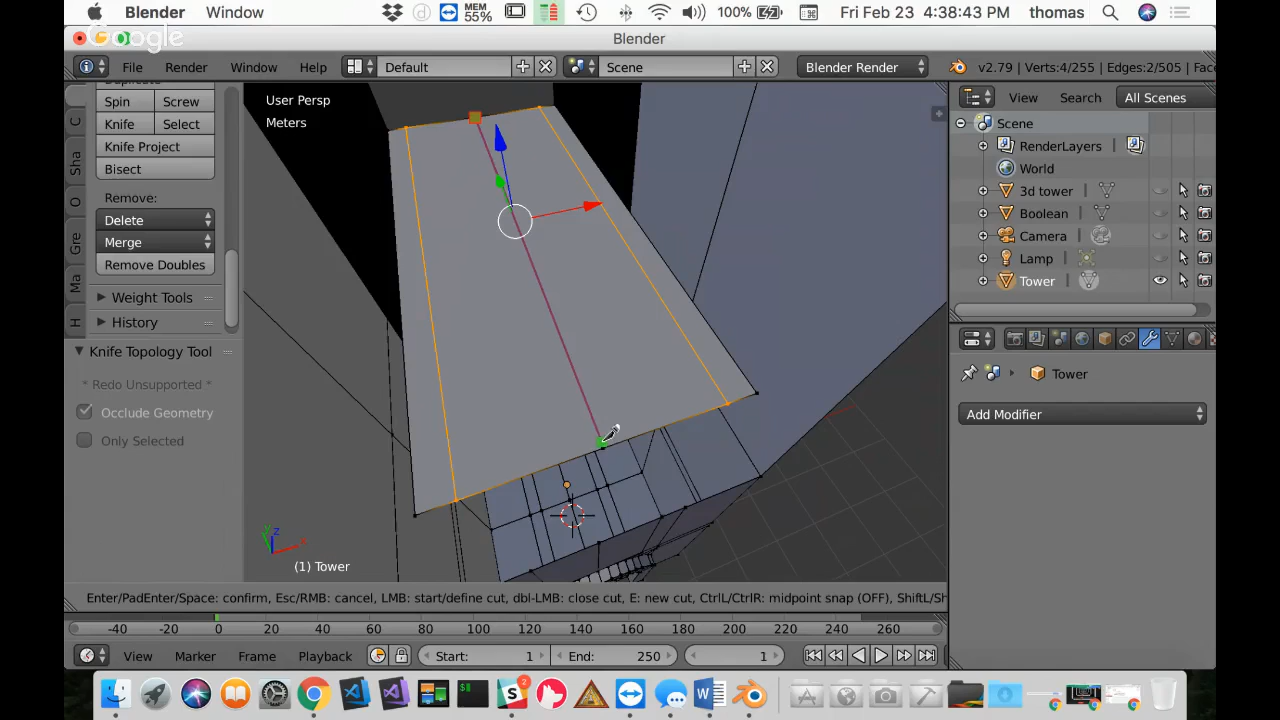 Blender Window MEM 55% 100% Fri Feb 23 4:38:43 PM thomas
Google
Blender
File Render Window Help Default Scene Blender Render v2.79 | Verts:4/255 | Edges:2/505 | Face
View Search All Scenes
Spin Screw
Knife Select
Knife Project
Bisect
Remove:
Delete
Merge
Remove Doubles
Weight Tools
History
C
Sha
O
Gre
Ma
H
Knife Topology Tool
* Redo Unsupported *
Occlude Geometry
Only Selected
User Persp
Meters
(1) Tower
Scene
RenderLayers
World
3d tower
Boolean
Camera
Lamp
Tower
Tower
Add Modifier
Enter/PadEnter/Space: confirm, Esc/RMB: cancel, LMB: start/define cut, dbl-LMB: close cut, E: new cut, CtrlL/CtrlR: midpoint snap (OFF), ShiftL/Sh
-40 -20 0 20 40 60 80 100 120 140 160 180 200 220 240 260
View Marker Frame Playback Start: 1 End: 250 1
2